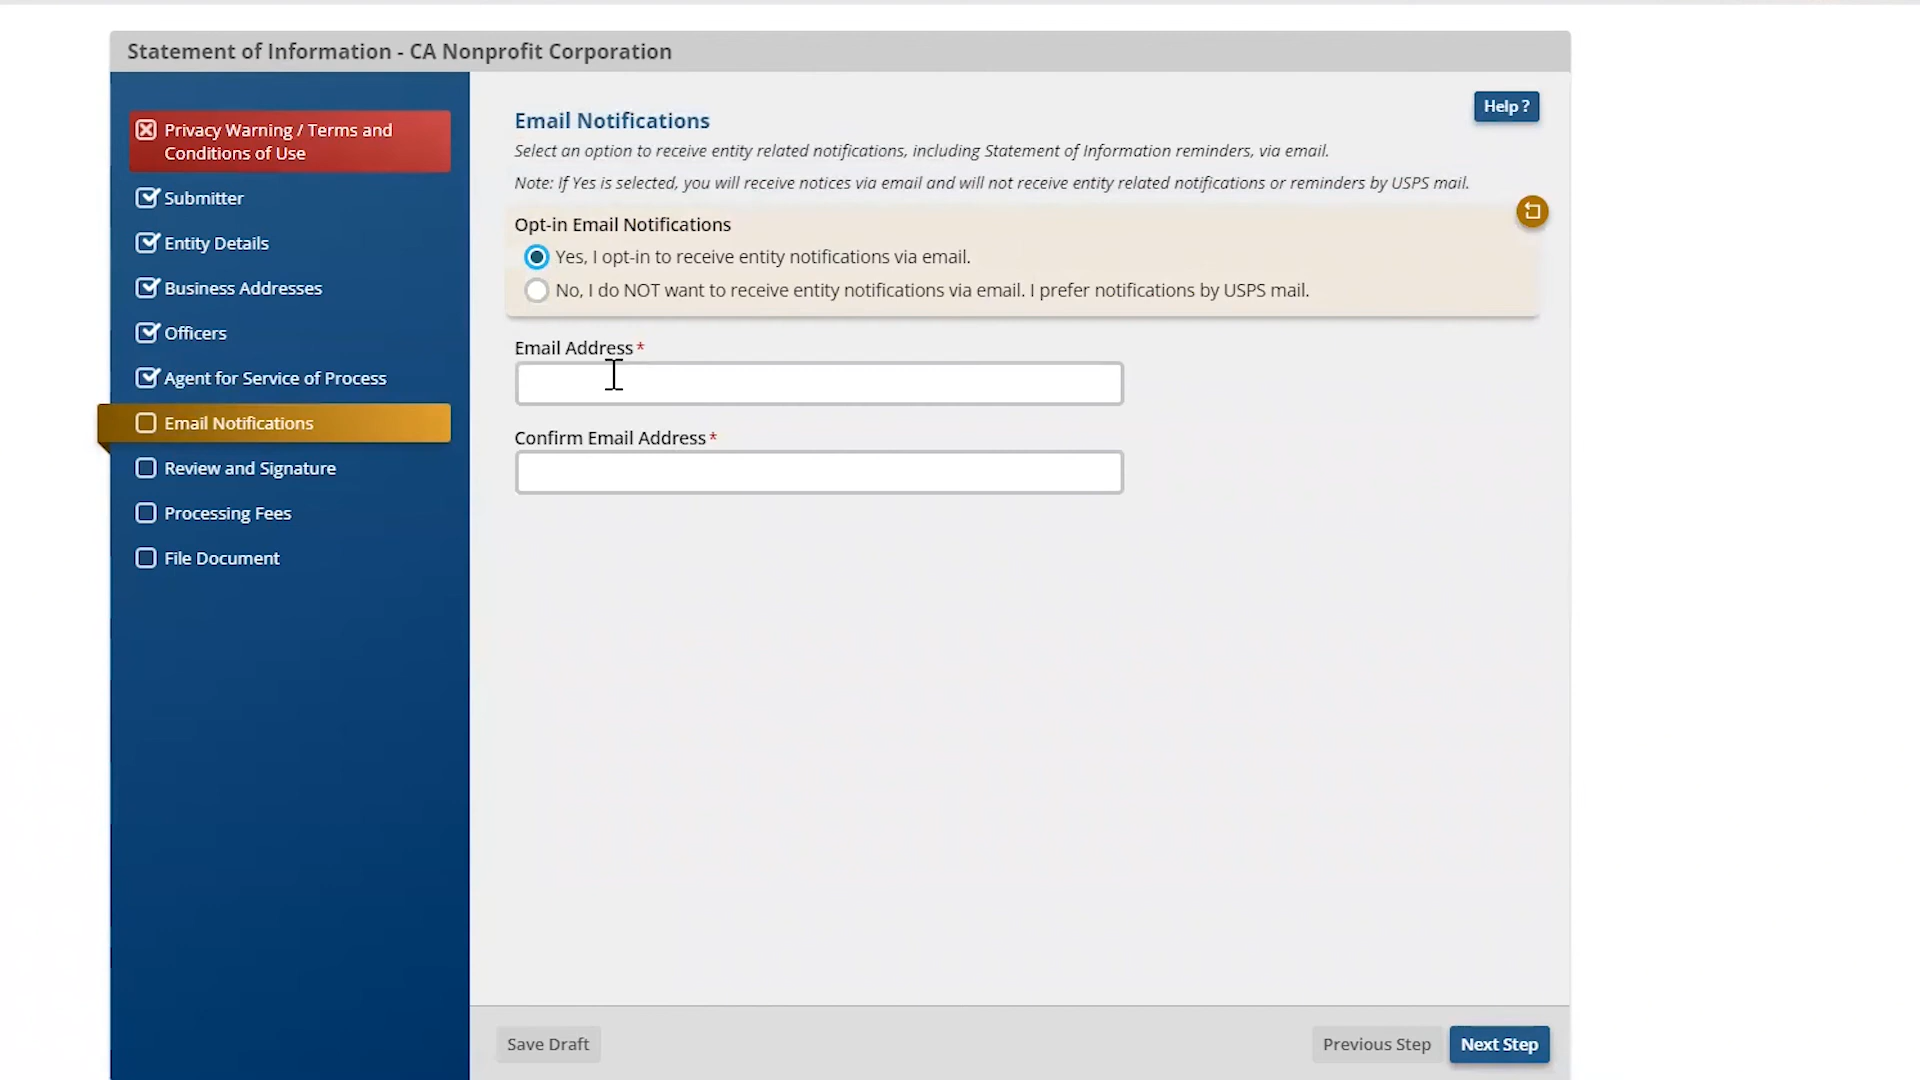 Statement of Information - CA Nonprofit Corporation
Privacy Warning / Terms and
Conditions of Use
Submitter
Entity Details
Business Addresses
Officers
Agent for Service of Process
Email Notifications
Review and Signature
Processing Fees
File Document
Help ?
Email Notifications
Select an option to receive entity related notifications, including Statement of Information reminders, via email.
Note: If Yes is selected, you will receive notices via email and will not receive entity related notifications or reminders by USPS mail.
Opt-in Email Notifications
Yes, I opt-in to receive entity notifications via email.
No, I do NOT want to receive entity notifications via email. I prefer notifications by USPS mail.
Email Address *
Confirm Email Address *
Save Draft
Previous Step
Next Step